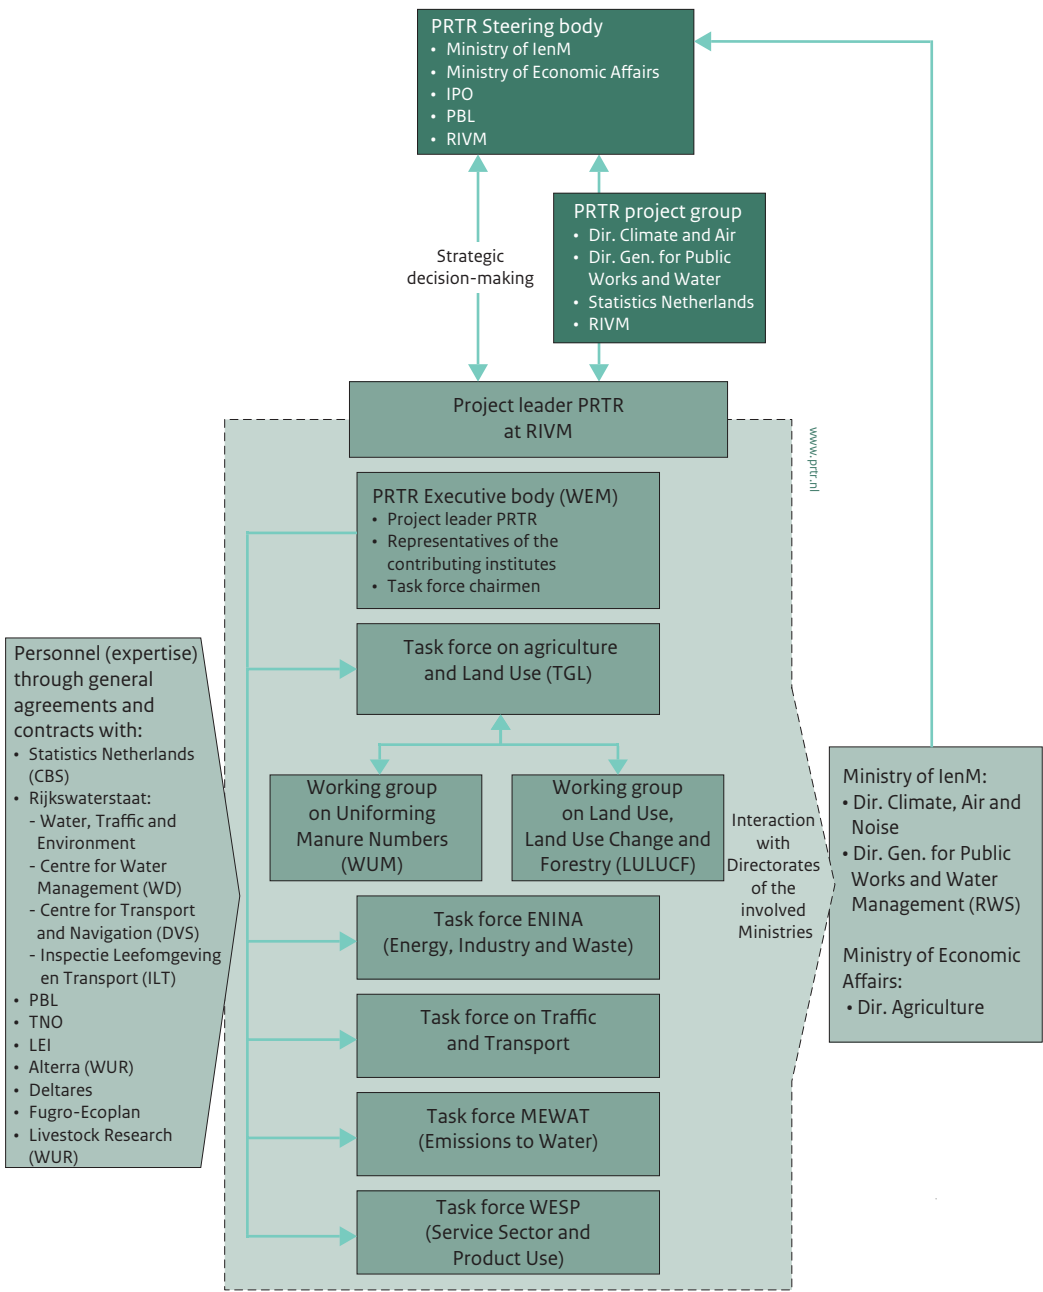 PRTR Steering body
• Ministry of IenM
• Ministry of Economic Affairs
• IPO
• PBL
• RIVM
PRTR project group
• Dir. Climate and Air
• Dir. Gen. for Public
Works and Water
• Statistics Netherlands
• RIVM
Strategic
decision-making
Project leader PRTR
at RIVM
www.prtr.nl
PRTR Executive body (WEM)
• Project leader PRTR
• Representatives of the
contributing institutes
• Task force chairmen
Task force on agriculture
and Land Use (TGL)
Working group
on Uniforming
Manure Numbers
(WUM)
Working group
on Land Use,
Land Use Change and
Forestry (LULUCF)
Task force ENINA
(Energy, Industry and Waste)
Task force on Traffic
and Transport
Task force MEWAT
(Emissions to Water)
Task force WESP
(Service Sector and
Product Use)
Personnel (expertise)
through general
agreements and
contracts with:
• Statistics Netherlands
(CBS)
• Rijkswaterstaat:
- Water, Traffic and
Environment
- Centre for Water
Management (WD)
- Centre for Transport
and Navigation (DVS)
- Inspectie Leefomgeving
en Transport (ILT)
• PBL
• TNO
• LEI
• Alterra (WUR)
• Deltares
• Fugro-Ecoplan
• Livestock Research
(WUR)
Interaction
with
Directorates
of the
involved
Ministries
Ministry of IenM:
• Dir. Climate, Air and
Noise
• Dir. Gen. for Public
Works and Water
Management (RWS)
Ministry of Economic
Affairs:
• Dir. Agriculture